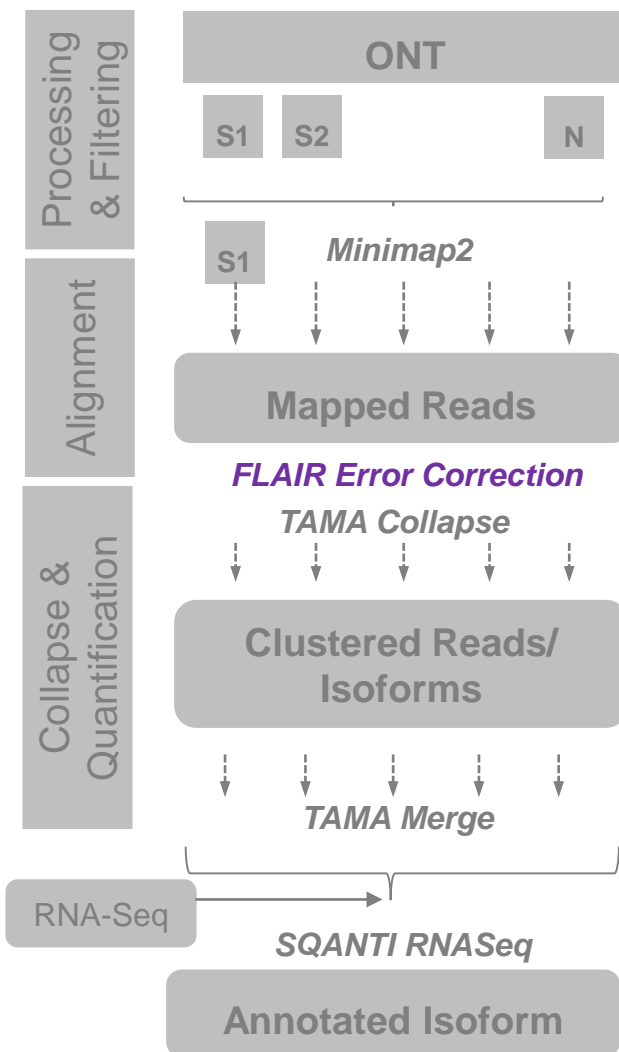 Processing
& Filtering
ONT
S1
S2
N
S1
Minimap2
Alignment
Mapped Reads
FLAIR Error Correction
TAMA Collapse
Collapse &
Quantification
Clustered Reads/
Isoforms
TAMA Merge
RNA-Seq
SQANTI RNASeq
Annotated Isoform